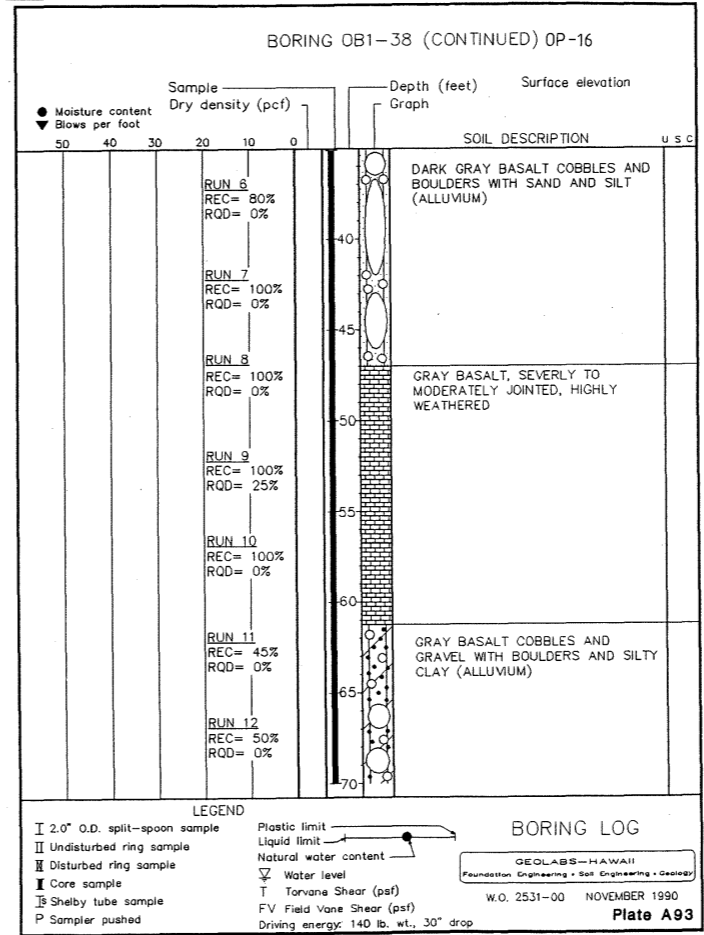 BORING OB1-38 (CONTINUED) OP-16
Sample
Depth (feet)
Surface elevation
Dry density (pcf)
Graph
● Moisture content
▼ Blows per foot
50 40 30 20 10 0
SOIL DESCRIPTION
U S C
RUN 6
REC= 80%
RQD= 0%
DARK GRAY BASALT COBBLES AND
BOULDERS WITH SAND AND SILT
(ALLUVIUM)
40
RUN 7
REC= 100%
RQD= 0%
45
RUN 8
REC= 100%
RQD= 0%
GRAY BASALT, SEVERLY TO
MODERATELY JOINTED, HIGHLY
WEATHERED
50
RUN 9
REC= 100%
RQD= 25%
55
RUN 10
REC= 100%
RQD= 0%
60
RUN 11
REC= 45%
RQD= 0%
GRAY BASALT COBBLES AND
GRAVEL WITH BOULDERS AND SILTY
CLAY (ALLUVIUM)
65
RUN 12
REC= 50%
RQD= 0%
70
LEGEND
2.0" O.D. split-spoon sample
Undisturbed ring sample
Disturbed ring sample
Core sample
Shelby tube sample
P Sampler pushed
Plastic limit
Liquid limit
Natural water content
Water level
T Torvane Shear (psf)
FV Field Vane Shear (psf)
Driving energy: 140 lb. wt., 30" drop
BORING LOG
GEOLABS-HAWAII
Foundation Engineering • Soil Engineering • Geology
W.O. 2531-00 NOVEMBER 1990
Plate A93